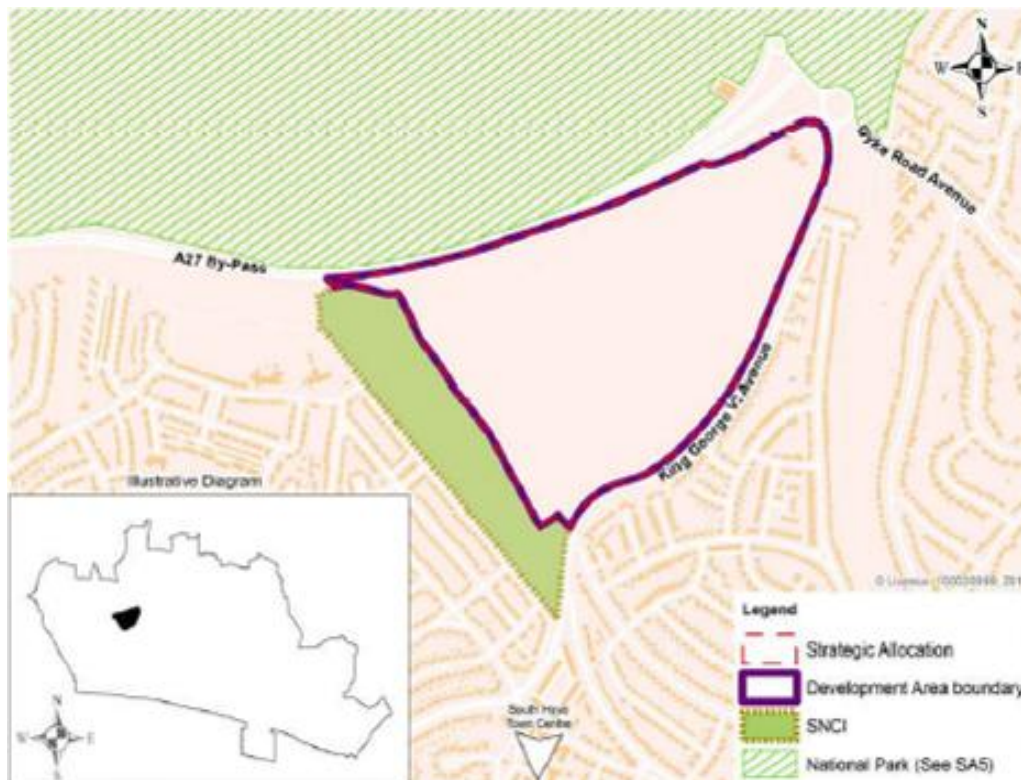 N
W E
S
Dyke Road Avenue
A27 By-Pass
King George VI Avenue
Illustrative Diagram
N
W E
S
South Hove
Town Centre
Legend
Strategic Allocation
Development Area boundary
SNCI
National Park (See SA5)